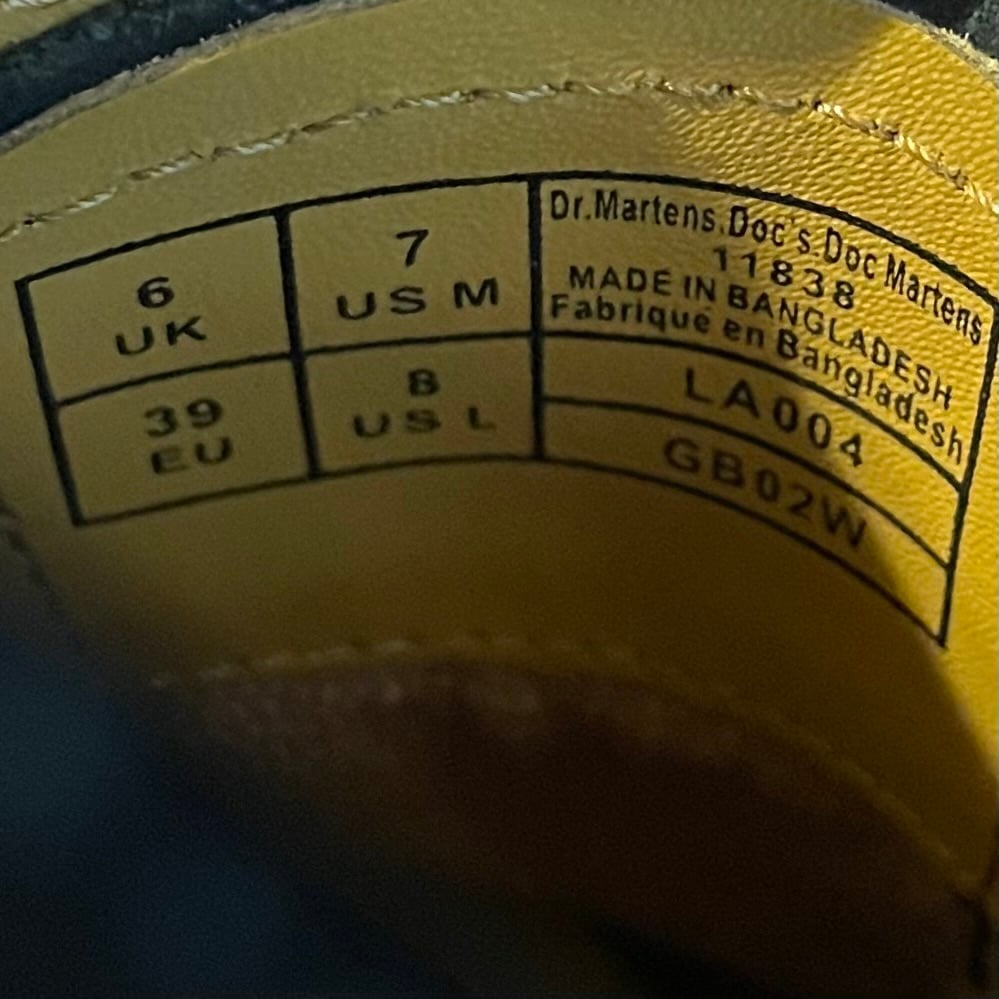 6
UK
7
US M
39
EU
8
US L
Dr.Martens.Doc's.Doc Martens
11838
MADE IN BANGLADESH
Fabriqué en Bangladesh
LA004
GB02W